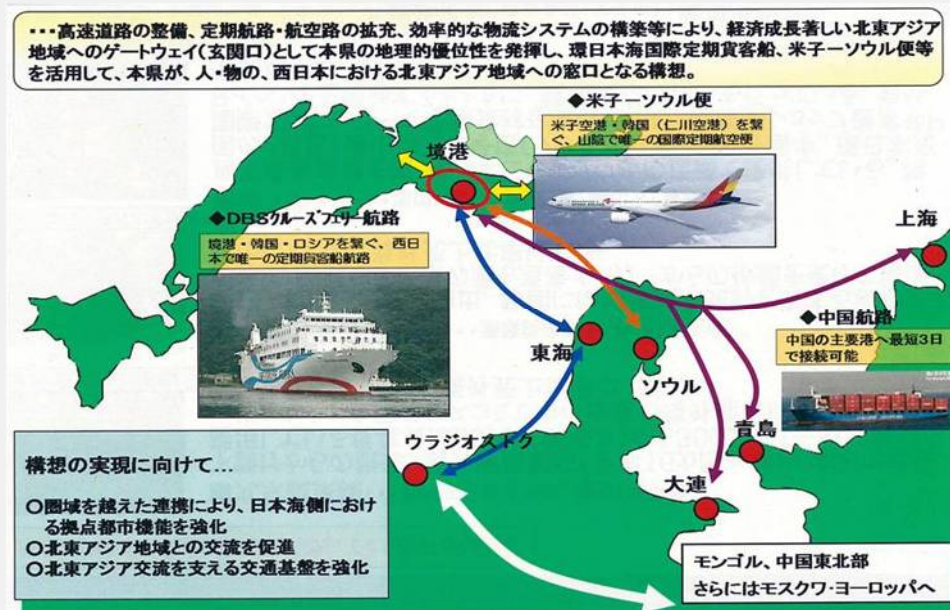 ・・・高速道路の整備、定期航路・航空路の拡充、効率的な物流システムの構築等により、経済成長著しい北東アジア
地域へのゲートウェイ(玄関口)として本県の地理的優位性を発揮し、環日本海国際定期貨客船、米子ーソウル便等
を活用して、本県が、人・物の、西日本における北東アジア地域への窓口となる構想。
◆米子ーソウル便
米子空港・韓国(仁川空港)を繋
ぐ、山陰で唯一の国際定期航空便
境港
◆DBSクルーズフェリー航路
境港・韓国・ロシアを繋ぐ、西日
本で唯一の定期貨客船航路
上海
◆中国航路
中国の主要港へ最短3日
で接続可能
東海
ソウル
青島
ウラジオストク
大連
構想の実現に向けて…
○圏域を越えた連携により、日本海側におけ
る拠点都市機能を強化
○北東アジア地域との交流を促進
○北東アジア交流を支える交通基盤を強化
モンゴル、中国東北部
さらにはモスクワ・ヨーロッパへ